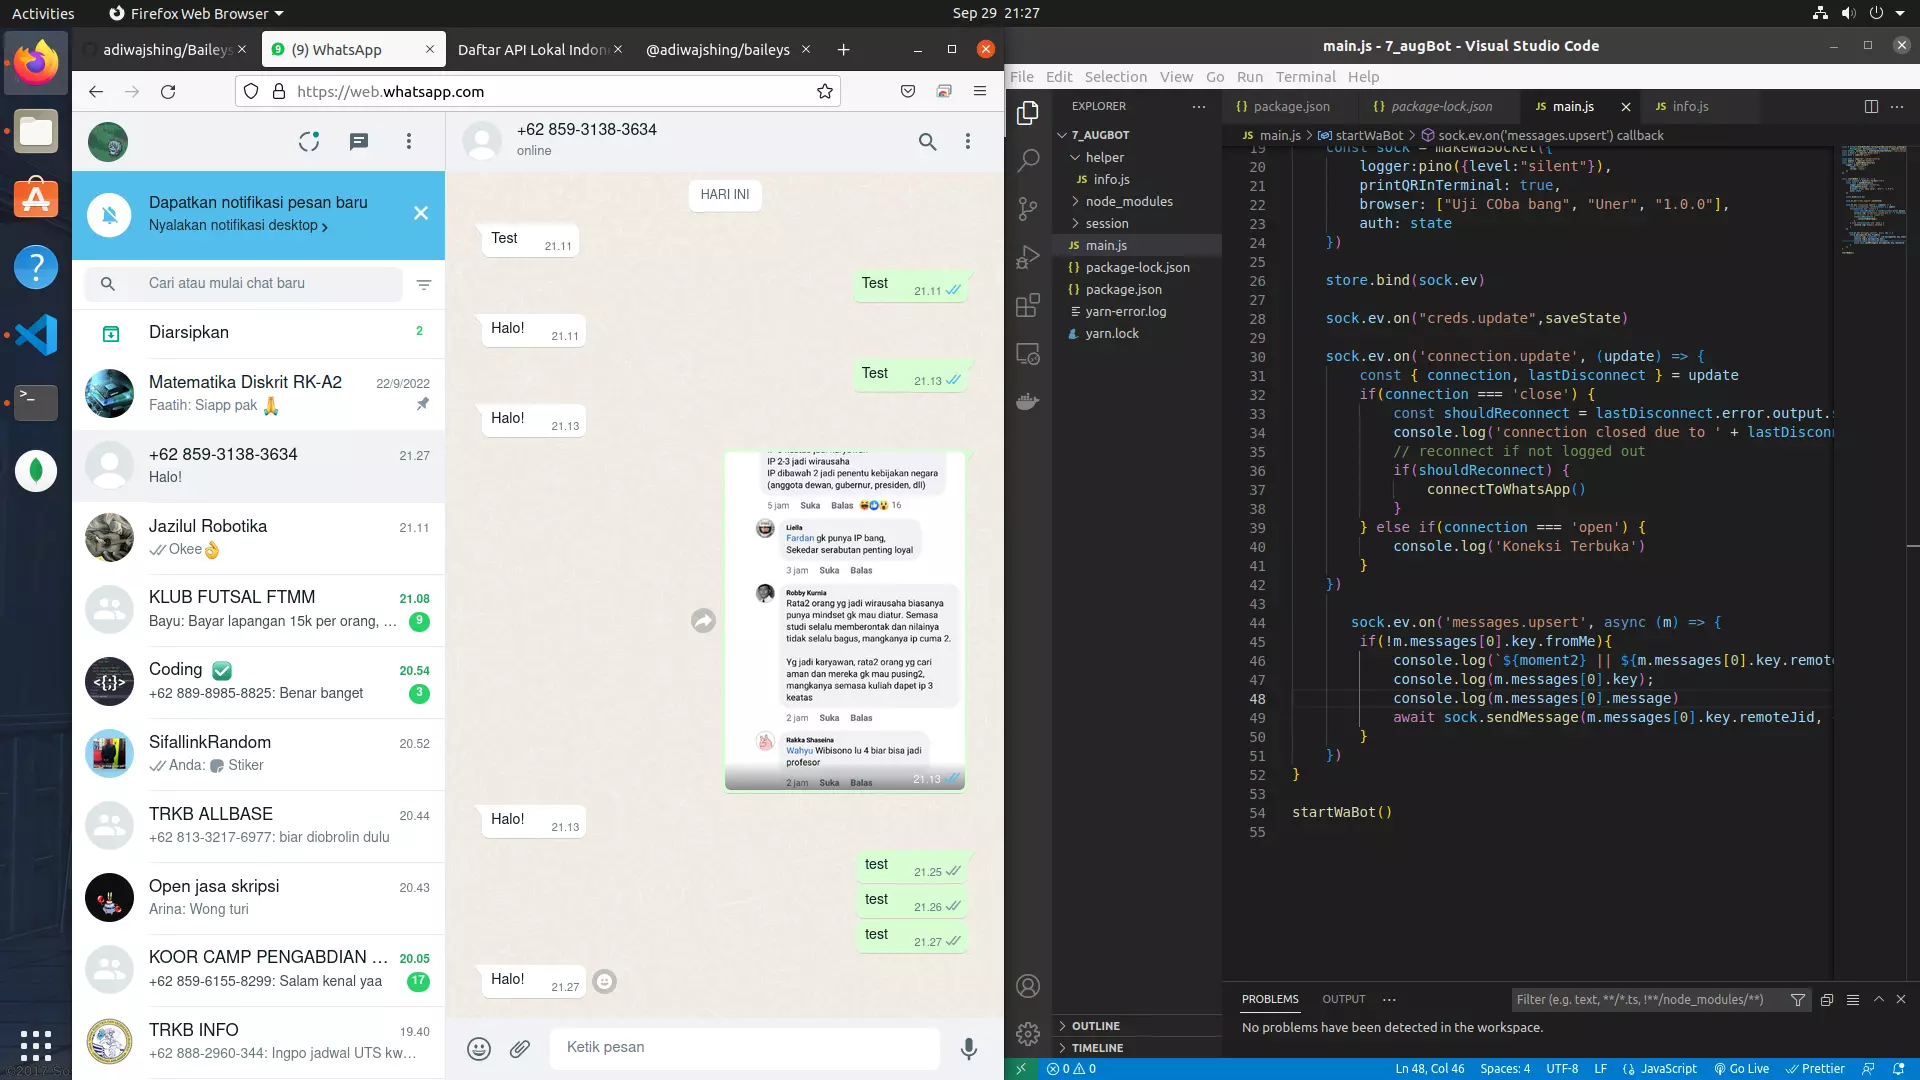 Activities
Firefox Web Browser
Sep 29 21:27
adiwajshing/Baileys
9
(9) WhatsApp
Daftar API Lokal Indon
@adiwajshing/baileys
https://web.whatsapp.com
+62 859-3138-3634
online
Dapatkan notifikasi pesan baru
Nyalakan notifikasi desktop >
Cari atau mulai chat baru
Diarsipkan
2
Matematika Diskrit RK-A2
22/9/2022
Faatih: Siapp pak 🙏
+62 859-3138-3634
21.27
Halo!
Jazilul Robotika
21.11
Okee👌
KLUB FUTSAL FTMM
21.08
Bayu: Bayar lapangan 15k per orang, ...
9
Coding ✅
20.54
+62 889-8985-8825: Benar banget
3
SifallinkRandom
20.52
Anda: Stiker
TRKB ALLBASE
20.44
+62 813-3217-6977: biar diobrolin dulu
Open jasa skripsi
20.43
Arina: Wong turi
KOOR CAMP PENGABDIAN ...
20.05
+62 859-6155-8299: Salam kenal yaa
17
TRKB INFO
19.40
+62 888-2960-344: Ingpo jadwal UTS kw...
HARI INI
Test 21.11
Test 21.11
Halo! 21.11
Test 21.13
Halo! 21.13
IP 2-3 jadi wirausaha
IP dibawah 2 jadi penentu kebijakan negara
(anggota dewan, gubernur, presiden, dll)
5 jam Suka Balas 16
Liella
Fardan gk punya IP bang,
Sekedar serabutan penting loyal
3 jam Suka Balas
Robby Kurnia
Rata2 orang yg jadi wirausaha biasanya
punya mindset gk mau diatur. Semasa
studi selalu memberontak dan nilainya
tidak selalu bagus, mangkanya ip cuma 2.
Yg jadi karyawan, rata2 orang yg cari
aman dan mereka gk mau pusing2,
mangkanya semasa kuliah dapet ip 3
keatas
2 jam Suka Balas
Rakka Shaseina
Wahyu Wibisono lu 4 biar bisa jadi
profesor
2 jam Suka Balas
21.13
Halo! 21.13
test 21.25
test 21.26
test 21.27
Halo! 21.27
Ketik pesan
main.js - 7_augBot - Visual Studio Code
File Edit Selection View Go Run Terminal Help
EXPLORER
package.json
package-lock.json
JS main.js
JS info.js
JS main.js > startWaBot > sock.ev.on('messages.upsert') callback
7_AUGBOT
helper
JS info.js
node_modules
session
JS main.js
{} package-lock.json
{} package.json
yarn-error.log
yarn.lock
OUTLINE
TIMELINE
19 const sock = makeWaSocket({
20 logger:pino({level:"silent"}),
21 printQRInTerminal: true,
22 browser: ["Uji COba bang", "Uner", "1.0.0"],
23 auth: state
24 })
25
26 store.bind(sock.ev)
27
28 sock.ev.on("creds.update",saveState)
29
30 sock.ev.on('connection.update', (update) => {
31 const { connection, lastDisconnect } = update
32 if(connection === 'close') {
33 const shouldReconnect = lastDisconnect.error.output.
34 console.log('connection closed due to ' + lastDisconn
35 // reconnect if not logged out
36 if(shouldReconnect) {
37 connectToWhatsApp()
38 }
39 } else if(connection === 'open') {
40 console.log('Koneksi Terbuka')
41 }
42 })
43
44 sock.ev.on('messages.upsert', async (m) => {
45 if(!m.messages[0].key.fromMe){
46 console.log(`${moment2} || ${m.messages[0].key.remote
47 console.log(m.messages[0].key);
48 console.log(m.messages[0].message)
49 await sock.sendMessage(m.messages[0].key.remoteJid,
50 }
51 })
52 }
53
54 startWaBot()
55
PROBLEMS OUTPUT ...
Filter (e.g. text, **/*.ts, !**/node_modules/**)
No problems have been detected in the workspace.
0 0
Ln 48, Col 46 Spaces: 4 UTF-8 LF JavaScript Go Live Prettier